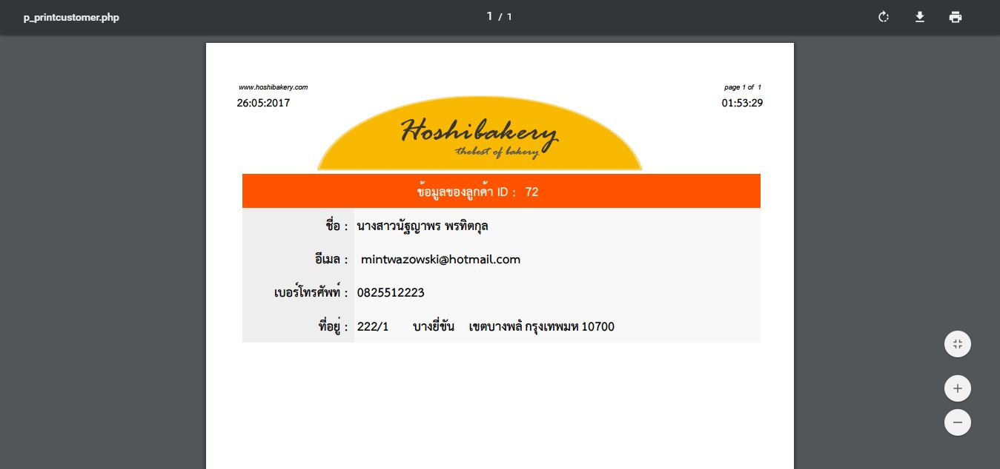 p_printcustomer.php 1 / 1
www.hoshibakery.com page 1 of 1
26:05:2017 01:53:29
Hoshibakery
thebest of bakery
ข้อมูลของลูกค้า ID : 72
ชื่อ : นางสาวนัฐญาพร พรทิตกุล
อีเมล : mintwazowski@hotmail.com
เบอร์โทรศัพท์ : 0825512223
ที่อยู่ : 222/1 บางยี่ขัน เขตบางพลั กรุงเทพมห 10700